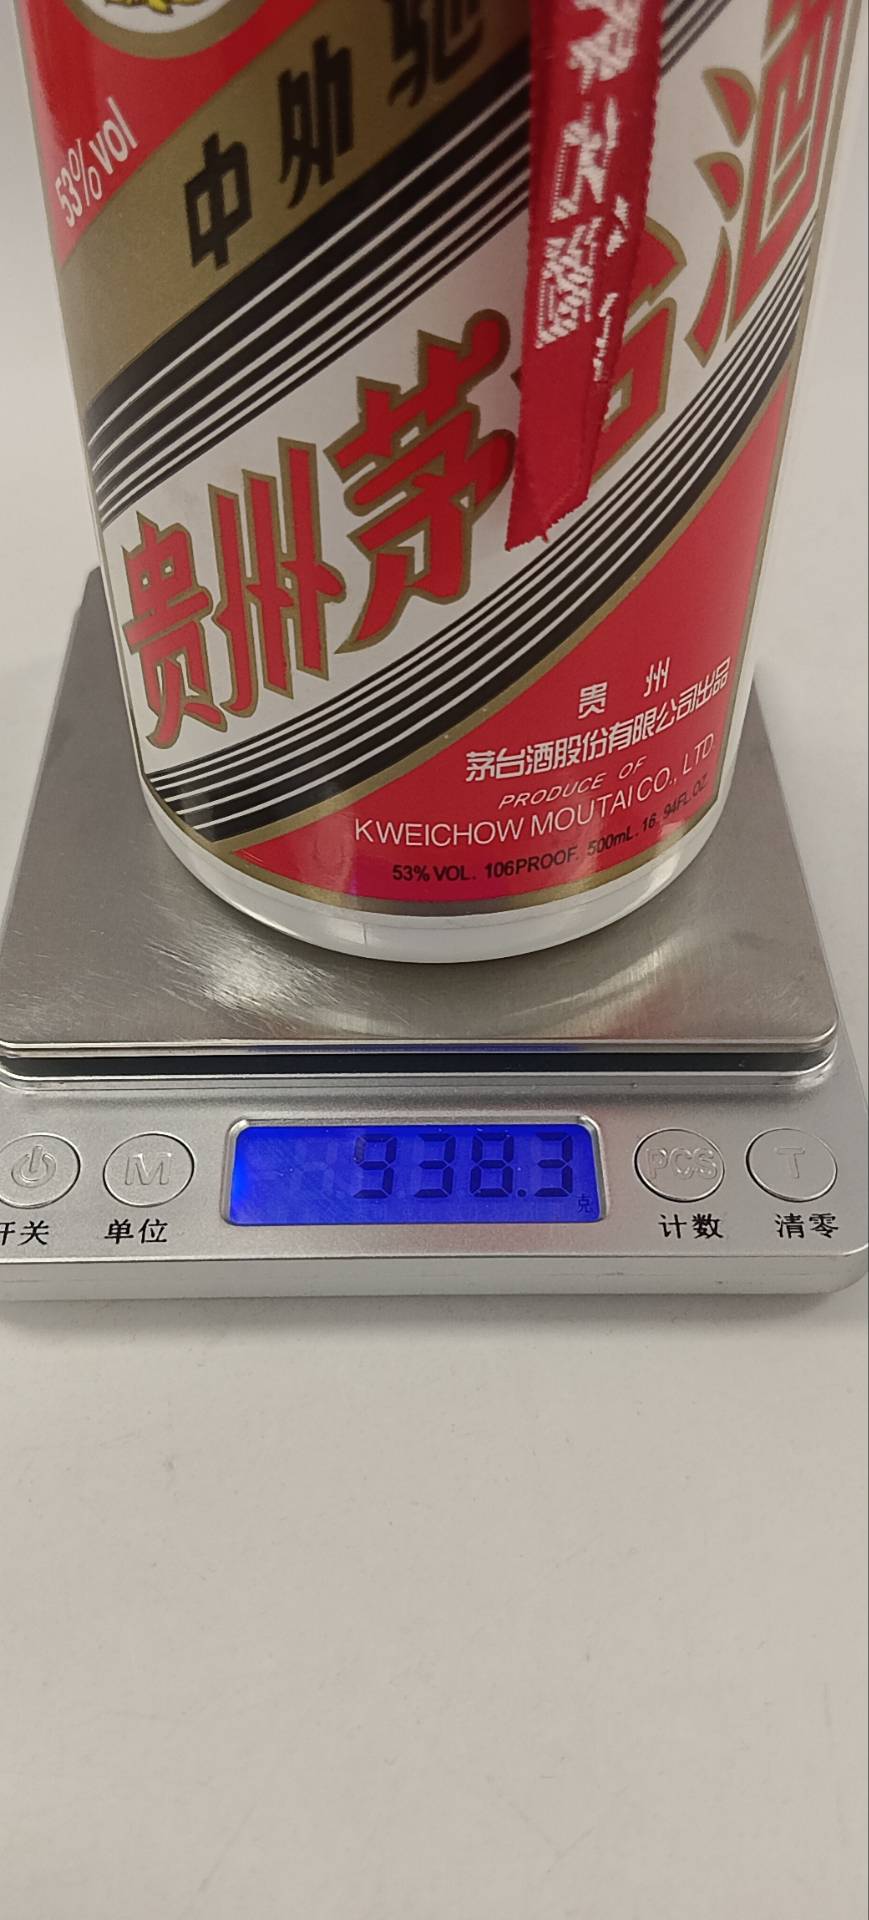 53%vol
中外驰
贵州茅台酒
贵州
茅台酒股份有限公司出品
PRODUCE OF
KWEICHOW MOUTAI CO., LTD.
53% VOL. 106PROOF. 500mL. 16.94FL.OZ.
938.3
克
M
PCS
T
开关
单位
计数
清零